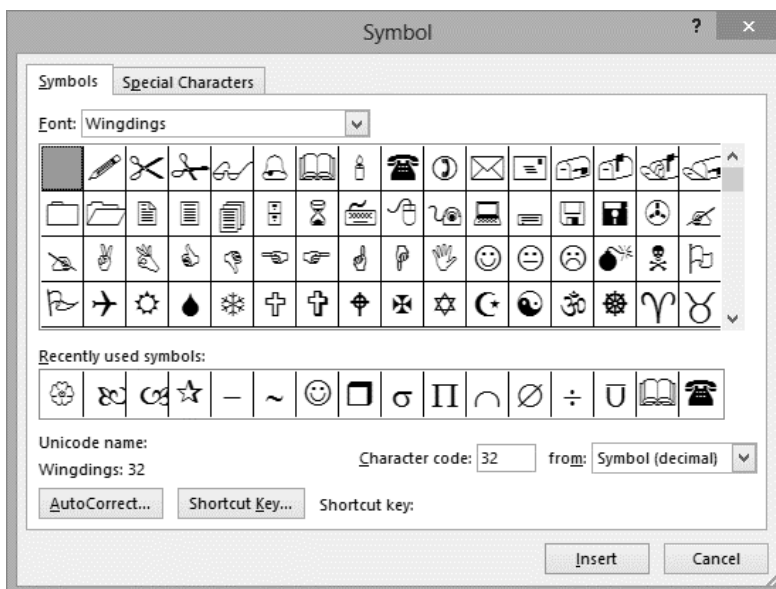 Symbol ? ×
Symbols Special Characters
Font: Wingdings
Recently used symbols:
– ~ σ Π ∩ ∅ ÷ U̅
Unicode name:
Wingdings: 32
Character code: 32 from: Symbol (decimal)
AutoCorrect... Shortcut Key... Shortcut key:
Insert Cancel